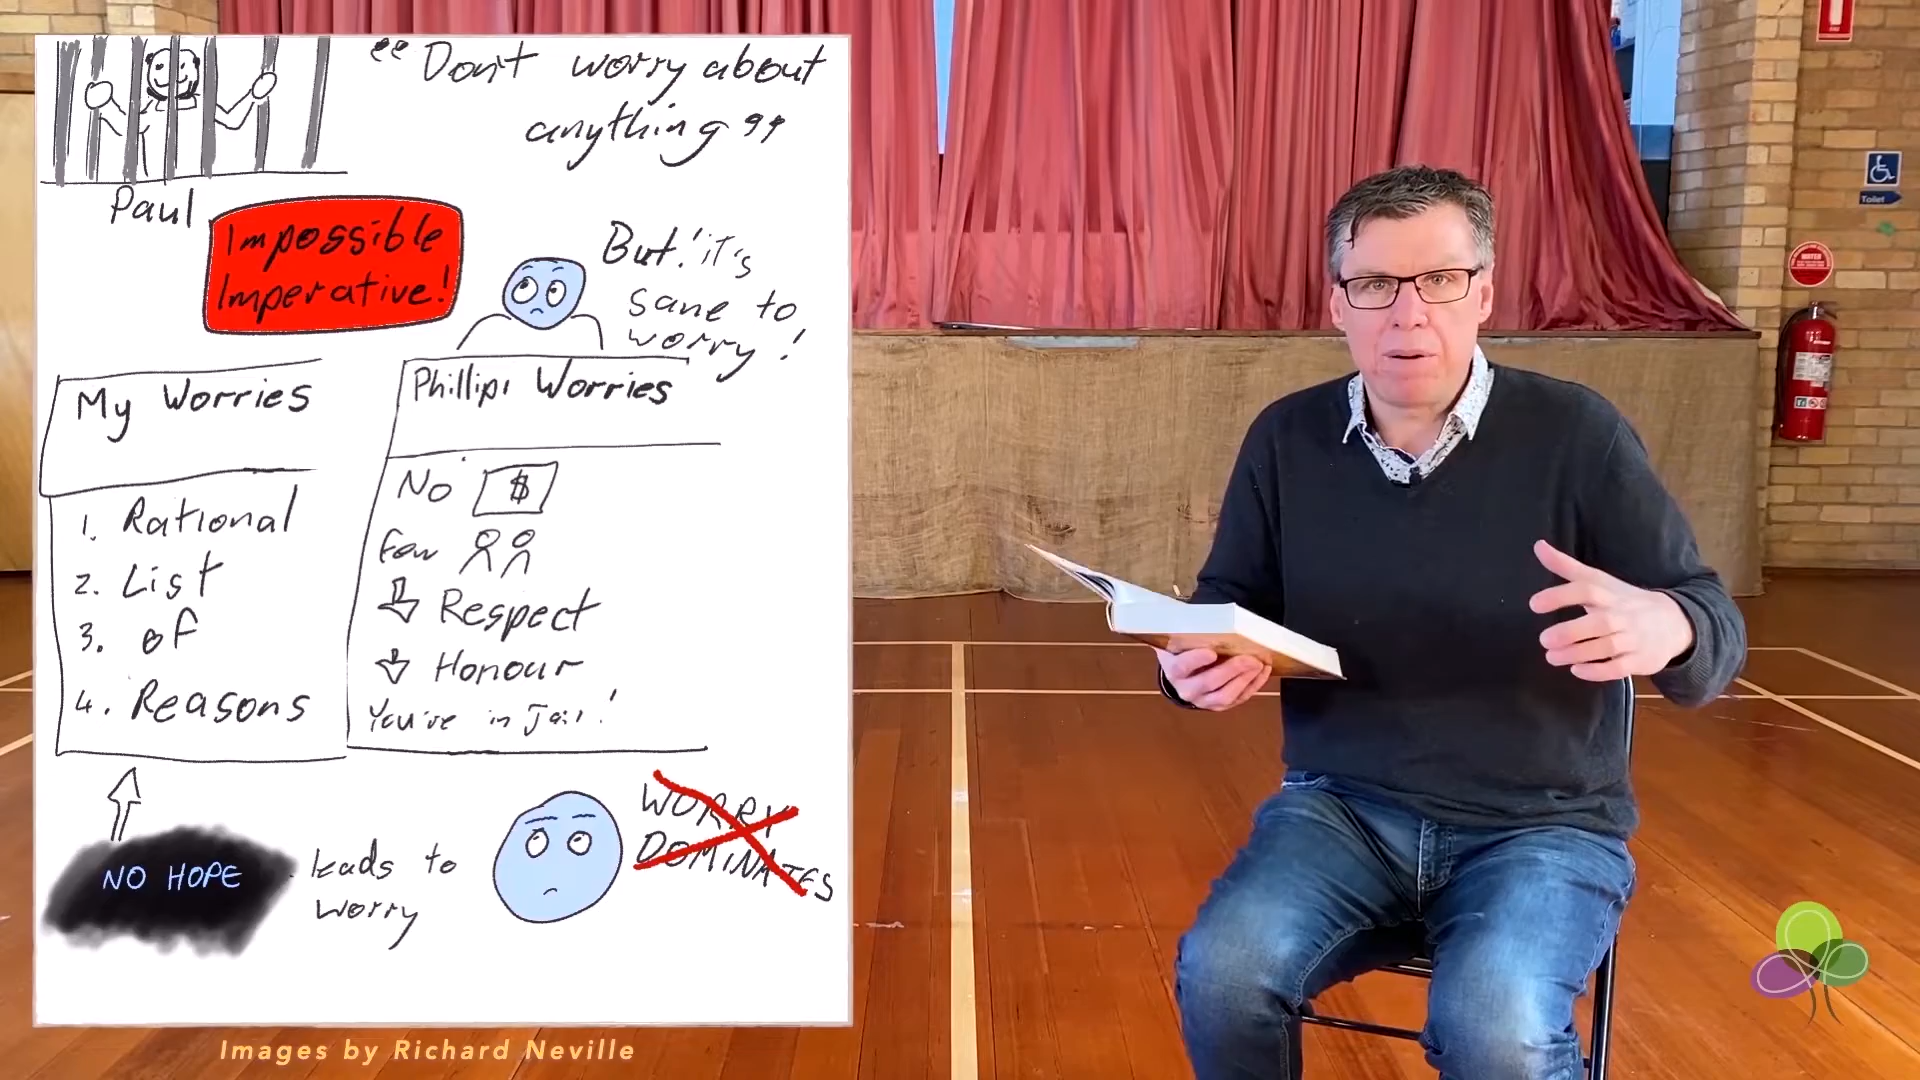 "Don't worry about
anything"
Paul
Impossible
Imperative!
But! it's
sane to
worry!
My Worries
1. Rational
2. List
3. of
4. Reasons
Phillipi Worries
No $
Few
Respect
Honour
You're in Jail!
NO HOPE
leads to
worry
WORRY
DOMINATES
Images by Richard Neville
Toilet